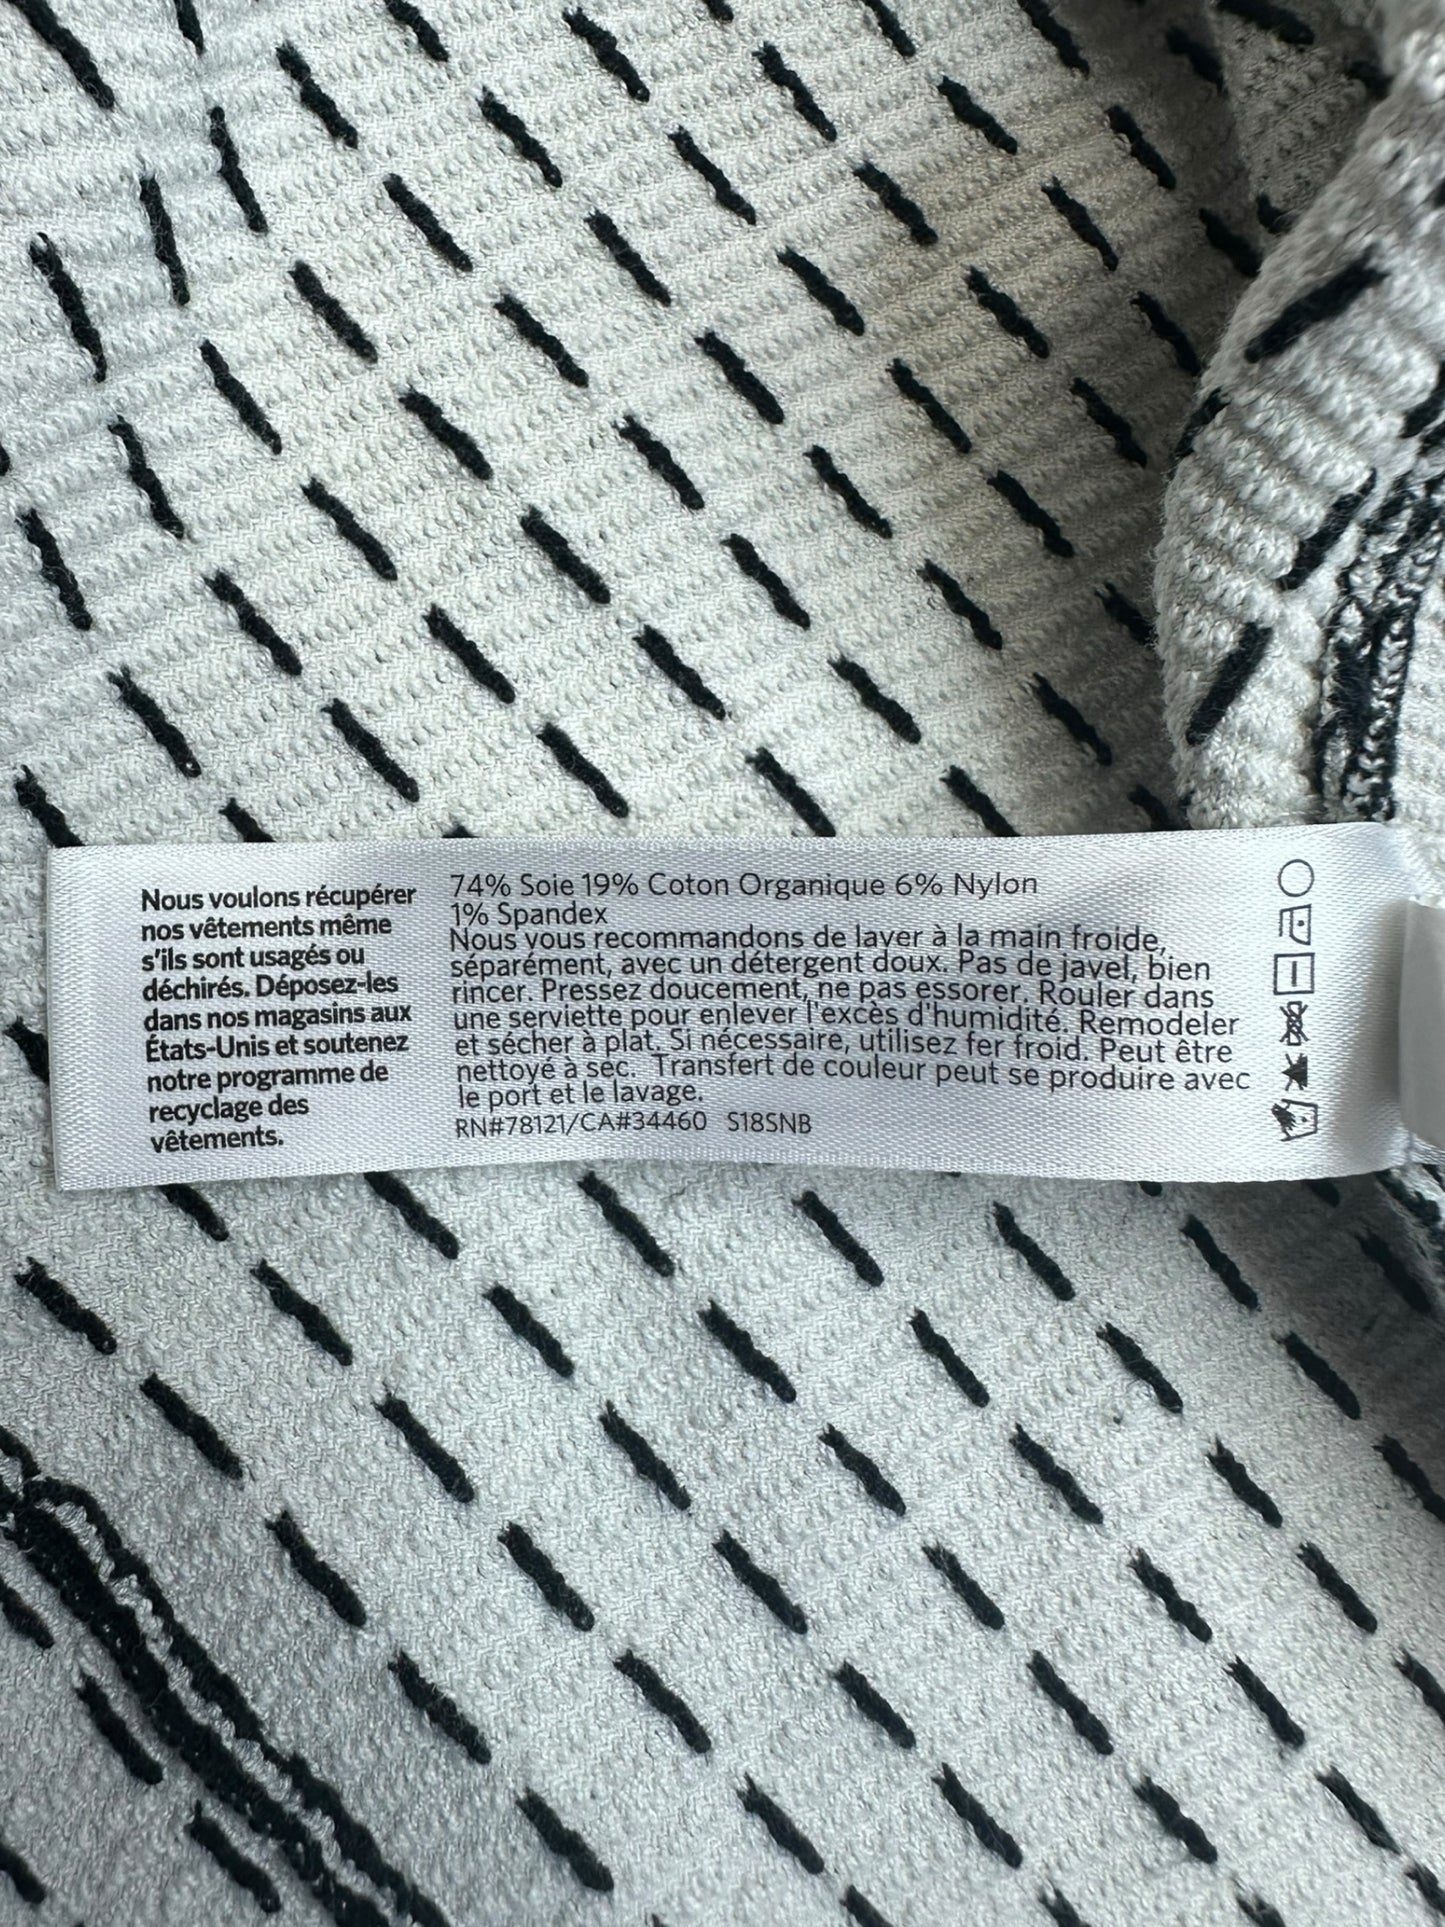 Nous voulons récupérer
nos vêtements même
s'ils sont usagés ou
déchirés. Déposez-les
dans nos magasins aux
États-Unis et soutenez
notre programme de
recyclage des
vêtements.
74% Soie 19% Coton Organique 6% Nylon
1% Spandex
Nous vous recommandons de laver à la main froide,
séparément, avec un détergent doux. Pas de javel, bien
rincer. Pressez doucement, ne pas essorer. Rouler dans
une serviette pour enlever l'excès d'humidité. Remodeler
et sécher à plat. Si nécessaire, utilisez fer froid. Peut être
nettoyé à sec. Transfert de couleur peut se produire avec
le port et le lavage.
RN#78121/CA#34460 S18SNB